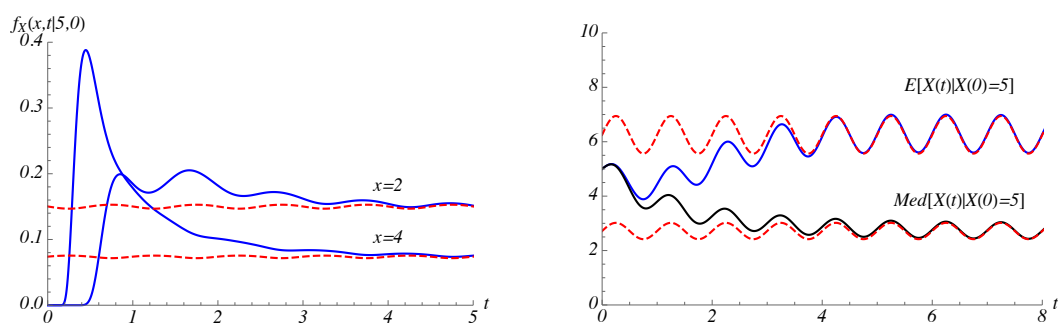 f_X(x,t|5,0)
0.4
0.3
0.2
0.1
0.0
x=2
x=4
0 1 2 3 4 5 t
10
8
6
4
2
0
E[X(t)|X(0)=5]
Med[X(t)|X(0)=5]
0 2 4 6 8 t